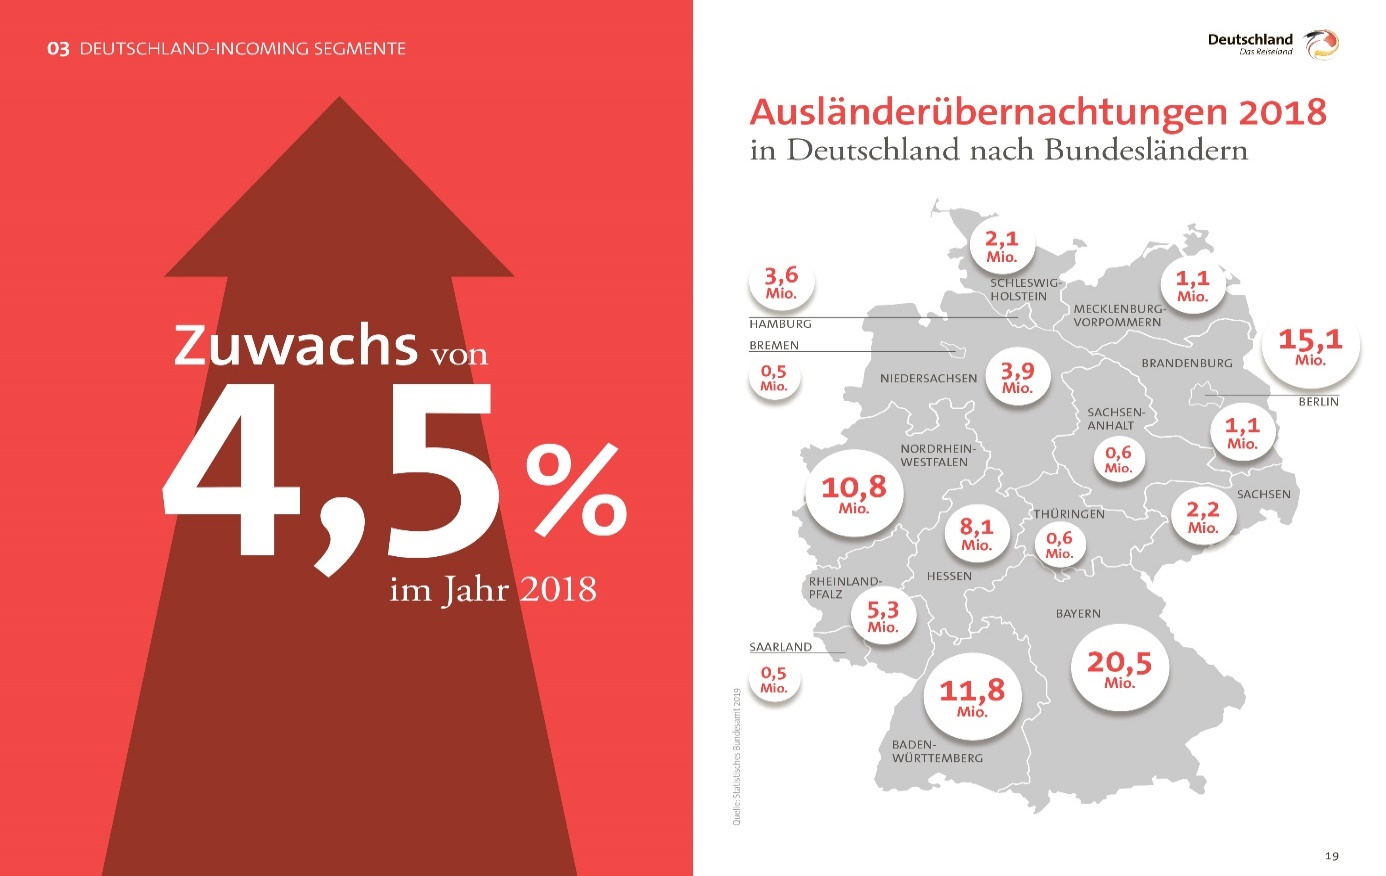 03 DEUTSCHLAND-INCOMING SEGMENTE
Zuwachs von
4,5%
im Jahr 2018
Deutschland
Das Reiseland
Ausländerübernachtungen 2018
in Deutschland nach Bundesländern
2,1
Mio.
SCHLESWIG-
HOLSTEIN
3,6
Mio.
HAMBURG
BREMEN
0,5
Mio.
1,1
Mio.
MECKLENBURG-
VORPOMMERN
15,1
Mio.
BERLIN
BRANDENBURG
1,1
Mio.
NIEDERSACHSEN
3,9
Mio.
SACHSEN-
ANHALT
0,6
Mio.
NORDRHEIN-
WESTFALEN
10,8
Mio.
SACHSEN
2,2
Mio.
THÜRINGEN
0,6
Mio.
8,1
Mio.
HESSEN
RHEINLAND-
PFALZ
5,3
Mio.
SAARLAND
0,5
Mio.
BAYERN
20,5
Mio.
11,8
Mio.
BADEN-
WÜRTTEMBERG
Quelle: Statistisches Bundesamt 2019
19